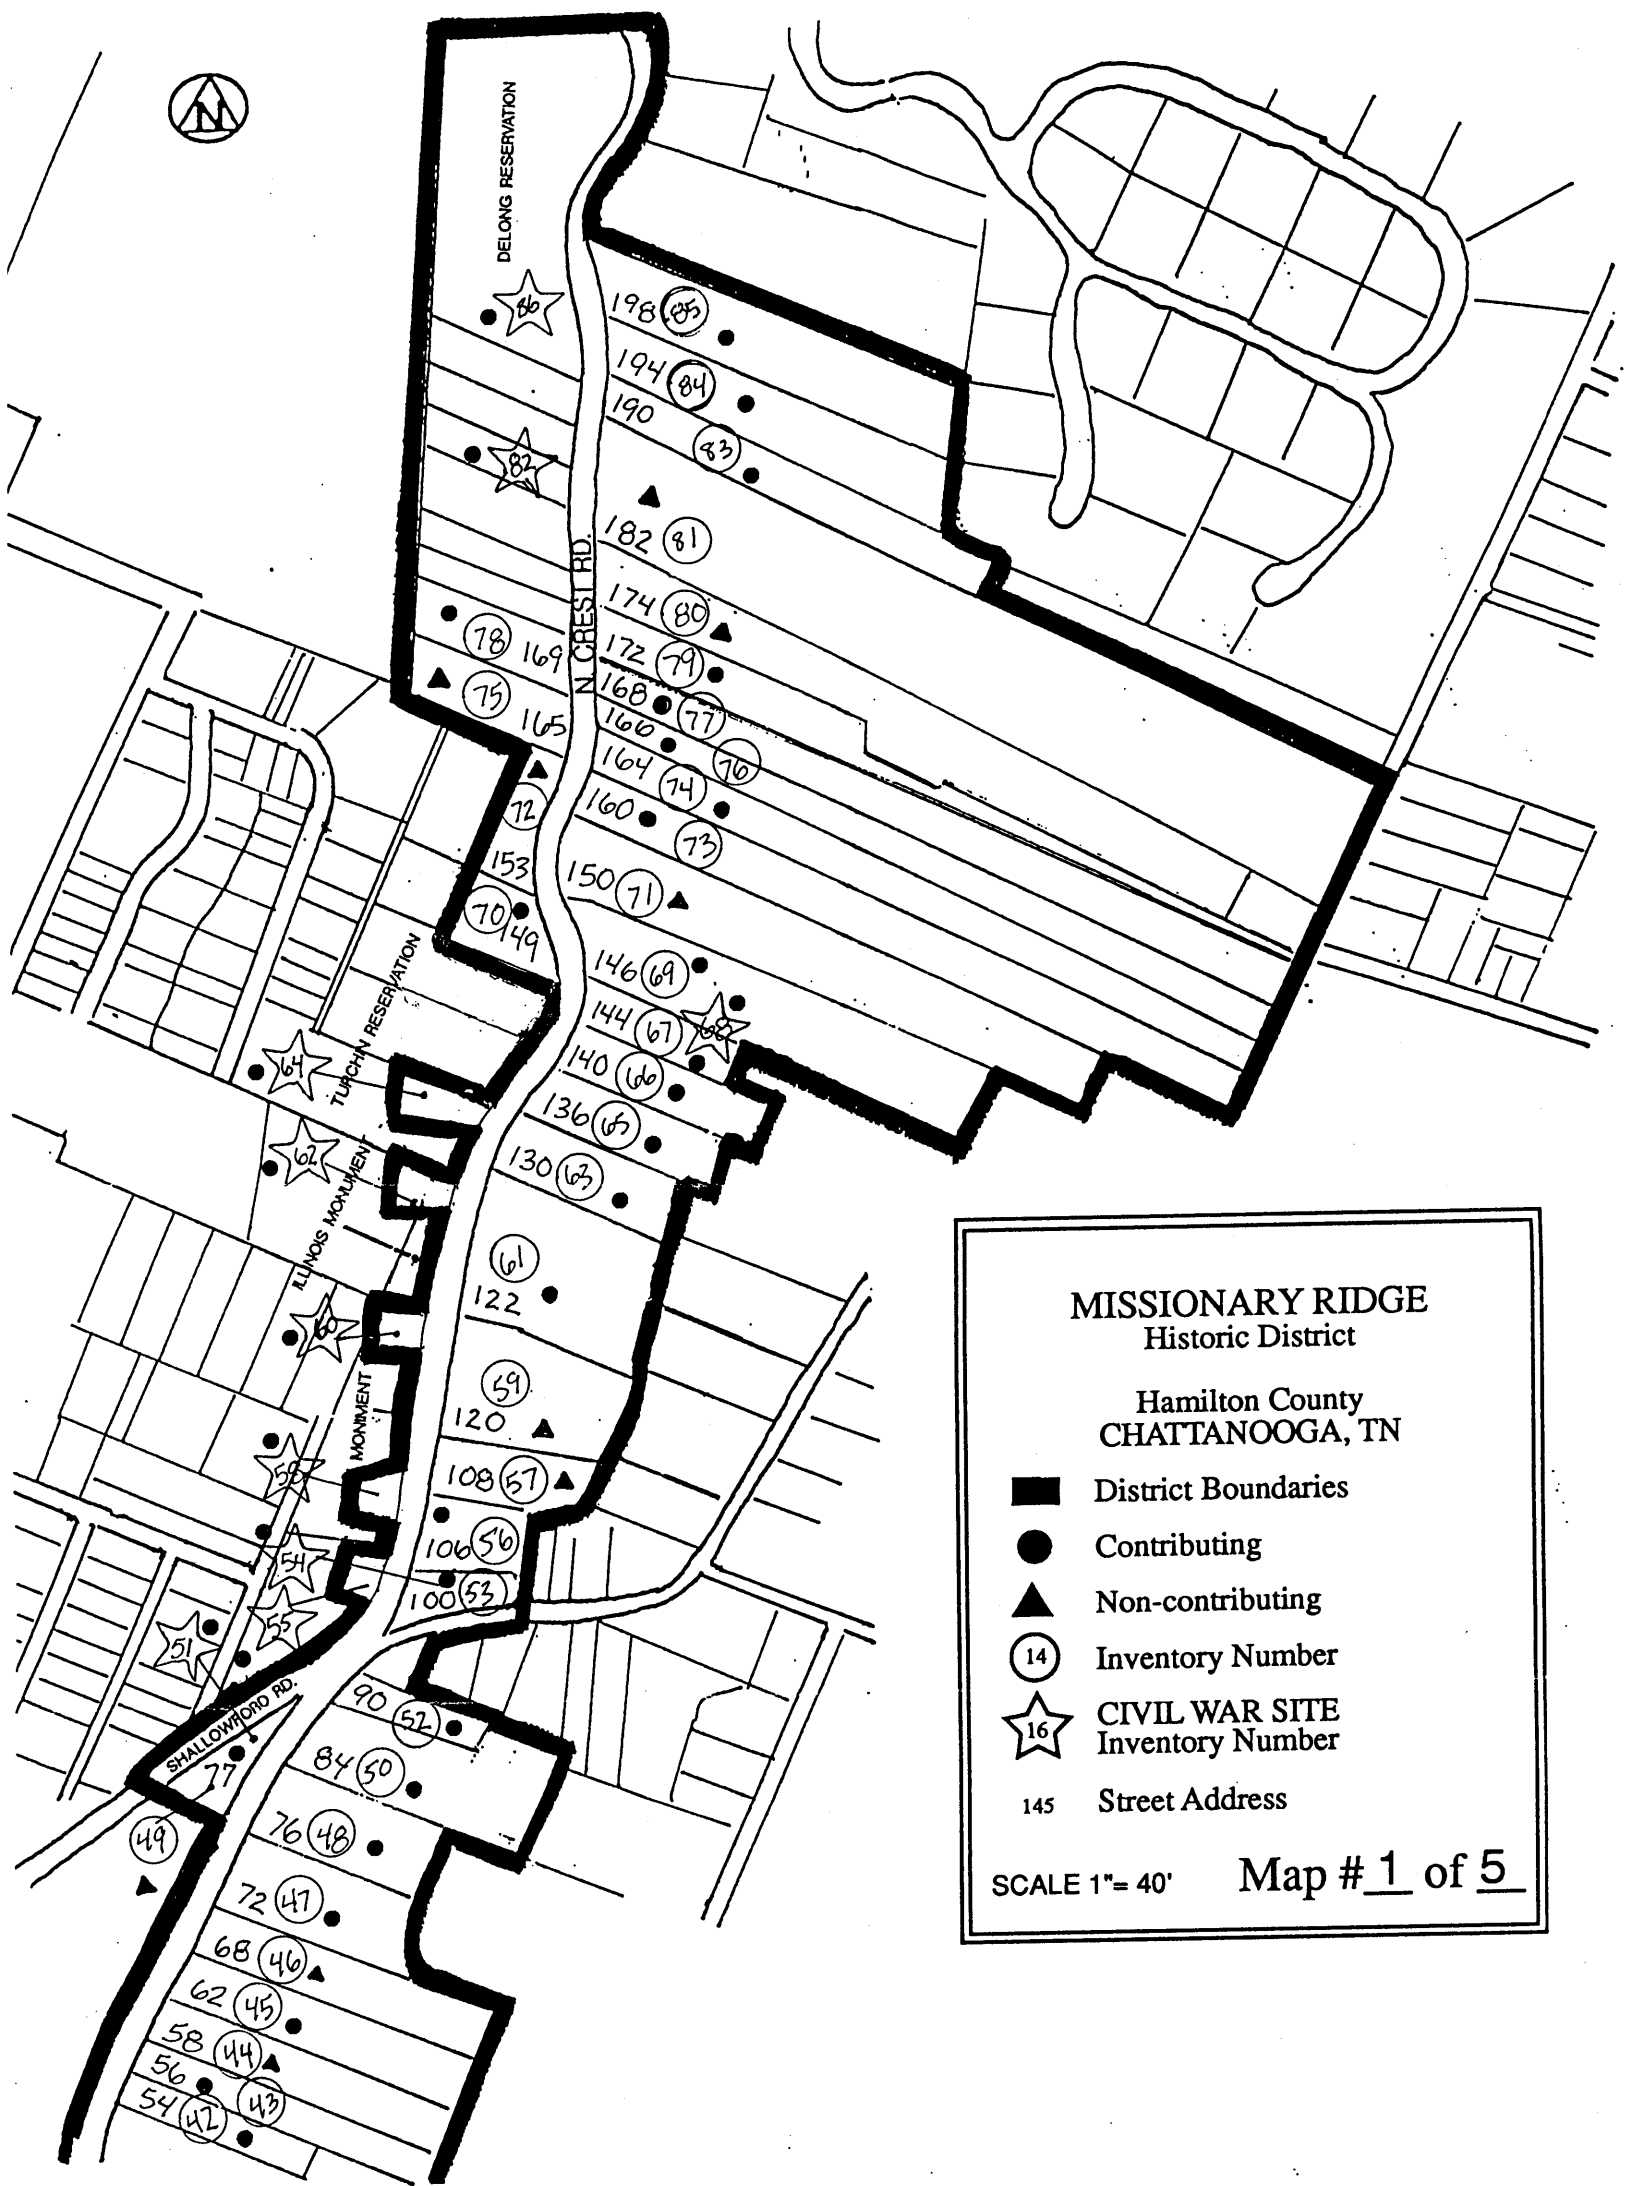 N
DELONG RESERVATION
86
198 85
194 84
190 83
82
182 81
N. CREST RD.
174 80
78 169
172 79
75 165
168 77
166 76
164 74
72
160 73
153
150 71
70 149
146 69
TURCHIN RESERVATION
144 67 68
64
140 66
136 65
62
130 63
ILLINOIS MONUMENT
61
122
60
59
120
MONIMENT
58
108 57
54
106 56
100 53
55
51
SHALLOWFORD RD.
90 52
77
84 50
49
76 48
72 47
68 46
62 45
58 44
56 43
54 42
MISSIONARY RIDGE
Historic District
Hamilton County
CHATTANOOGA, TN
District Boundaries
Contributing
Non-contributing
14 Inventory Number
16 CIVIL WAR SITE
Inventory Number
145 Street Address
SCALE 1"= 40' Map # 1 of 5